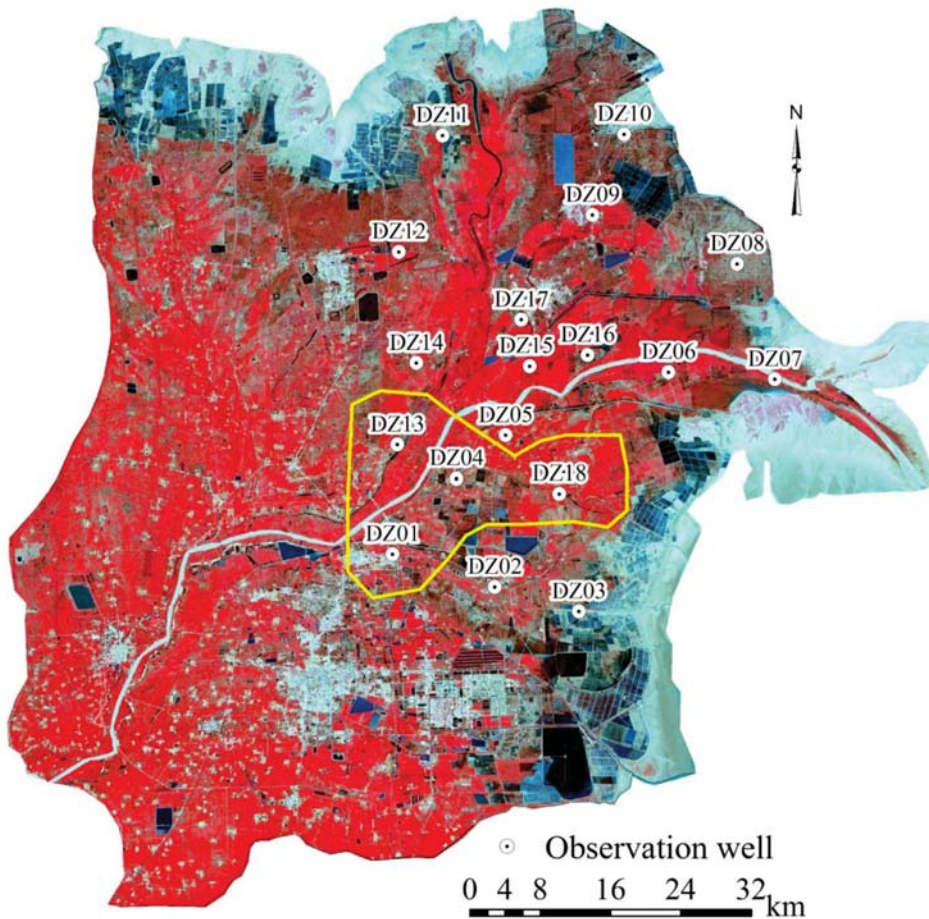 N
DZ11
DZ10
DZ09
DZ12
DZ08
DZ17
DZ16
DZ14
DZ15
DZ06
DZ07
DZ05
DZ13
DZ04
DZ18
DZ01
DZ02
DZ03
Observation well
0 4 8 16 24 32 km